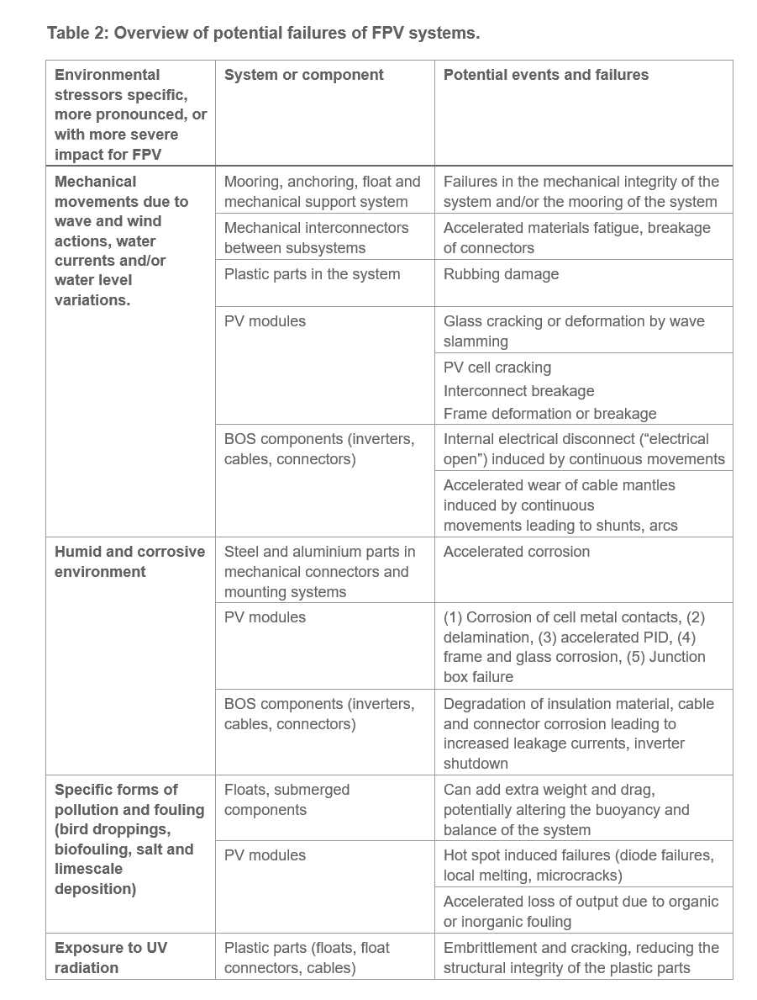 Table 2: Overview of potential failures of FPV systems.
Environmental
stressors specific,
more pronounced, or
with more severe
impact for FPV
System or component
Potential events and failures
Mechanical
movements due to
wave and wind
actions, water
currents and/or
water level
variations.
Mooring, anchoring, float and
mechanical support system
Failures in the mechanical integrity of the
system and/or the mooring of the system
Mechanical interconnectors
between subsystems
Accelerated materials fatigue, breakage
of connectors
Plastic parts in the system
Rubbing damage
PV modules
Glass cracking or deformation by wave
slamming
PV cell cracking
Interconnect breakage
Frame deformation or breakage
BOS components (inverters,
cables, connectors)
Internal electrical disconnect (“electrical
open”) induced by continuous movements
Accelerated wear of cable mantles
induced by continuous
movements leading to shunts, arcs
Humid and corrosive
environment
Steel and aluminium parts in
mechanical connectors and
mounting systems
Accelerated corrosion
PV modules
(1) Corrosion of cell metal contacts, (2)
delamination, (3) accelerated PID, (4)
frame and glass corrosion, (5) Junction
box failure
BOS components (inverters,
cables, connectors)
Degradation of insulation material, cable
and connector corrosion leading to
increased leakage currents, inverter
shutdown
Specific forms of
pollution and fouling
(bird droppings,
biofouling, salt and
limescale
deposition)
Floats, submerged
components
Can add extra weight and drag,
potentially altering the buoyancy and
balance of the system
PV modules
Hot spot induced failures (diode failures,
local melting, microcracks)
Accelerated loss of output due to organic
or inorganic fouling
Exposure to UV
radiation
Plastic parts (floats, float
connectors, cables)
Embrittlement and cracking, reducing the
structural integrity of the plastic parts